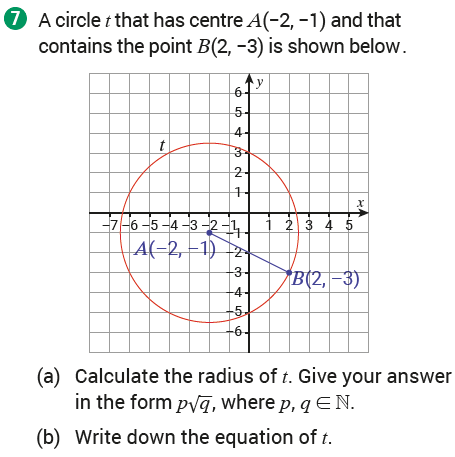 7 A circle t that has centre A(−2, −1) and that
contains the point B(2, −3) is shown below.
y
6
5
4
t
3
2
1
x
−7 −6 −5 −4 −3 −2 −1 1 2 3 4 5
−1
A(−2, −1) −2
−3 B(2, −3)
−4
−5
−6
(a) Calculate the radius of t. Give your answer
in the form p√q, where p, q ∈ ℕ.
(b) Write down the equation of t.